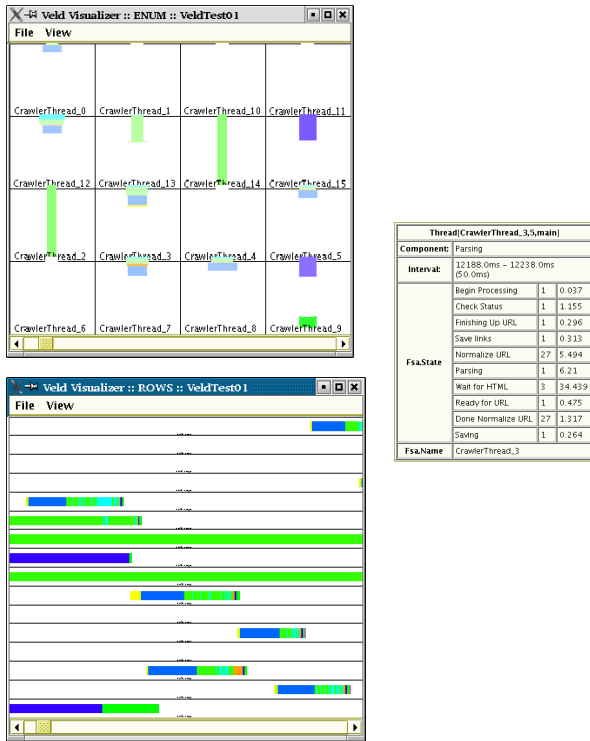 Veld Visualizer :: ENUM :: VeldTest01
File View
CrawlerThread_0 CrawlerThread_1 CrawlerThread_10 CrawlerThread_11
CrawlerThread_12 CrawlerThread_13 CrawlerThread_14 CrawlerThread_15
CrawlerThread_2 CrawlerThread_3 CrawlerThread_4 CrawlerThread_5
CrawlerThread_6 CrawlerThread_7 CrawlerThread_8 CrawlerThread_9
Thread[CrawlerThread_3,5,main]
Component: Parsing
Interval: 12188.0ms - 12238.0ms
(50.0ms)
Fsa.State
Begin Processing 1 0.037
Check Status 1 1.155
Finishing Up URL 1 0.296
Save links 1 0.313
Normalize URL 27 5.494
Parsing 1 6.21
Wait for HTML 3 34.439
Ready for URL 1 0.475
Done Normalize URL 27 1.317
Saving 1 0.264
Fsa.Name CrawlerThread_3
Veld Visualizer :: ROWS :: VeldTest01
File View